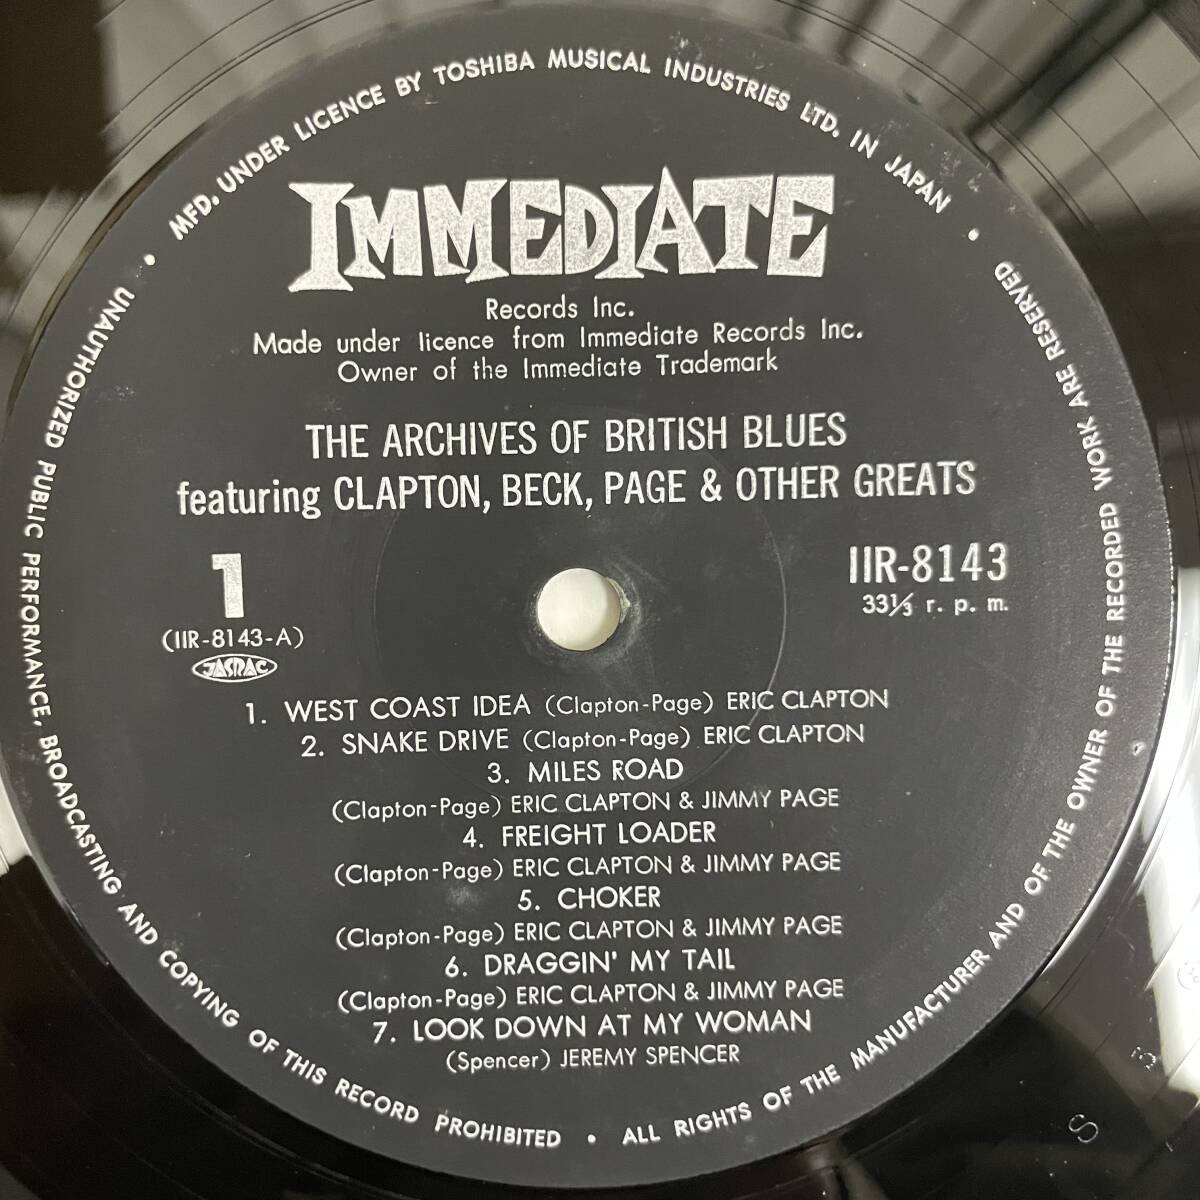 MFD. UNDER LICENCE BY TOSHIBA MUSICAL INDUSTRIES LTD. IN JAPAN
IMMEDIATE
Records Inc.
Made under licence from Immediate Records Inc.
Owner of the Immediate Trademark
THE ARCHIVES OF BRITISH BLUES
featuring CLAPTON, BECK, PAGE & OTHER GREATS
1
(IIR-8143-A)
JASRAC
IIR-8143
33⅓ r. p. m.
1. WEST COAST IDEA (Clapton-Page) ERIC CLAPTON
2. SNAKE DRIVE (Clapton-Page) ERIC CLAPTON
3. MILES ROAD
(Clapton-Page) ERIC CLAPTON & JIMMY PAGE
4. FREIGHT LOADER
(Clapton-Page) ERIC CLAPTON & JIMMY PAGE
5. CHOKER
(Clapton-Page) ERIC CLAPTON & JIMMY PAGE
6. DRAGGIN' MY TAIL
(Clapton-Page) ERIC CLAPTON & JIMMY PAGE
7. LOOK DOWN AT MY WOMAN
(Spencer) JEREMY SPENCER
• UNAUTHORIZED PUBLIC PERFORMANCE, BROADCASTING AND COPYING OF THIS RECORD PROHIBITED • ALL RIGHTS OF THE MANUFACTURER AND OF THE OWNER OF THE RECORDED WORK ARE RESERVED •
S